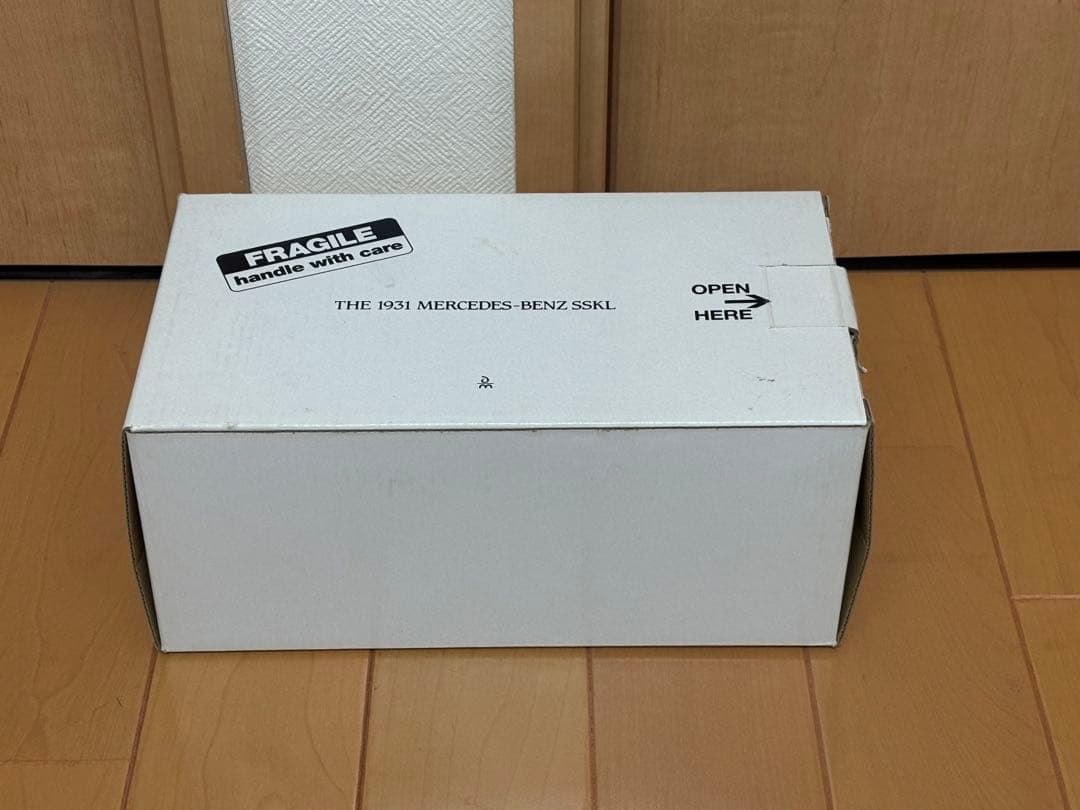 FRAGILE
handle with care
THE 1931 MERCEDES-BENZ SSKL
OPEN
HERE